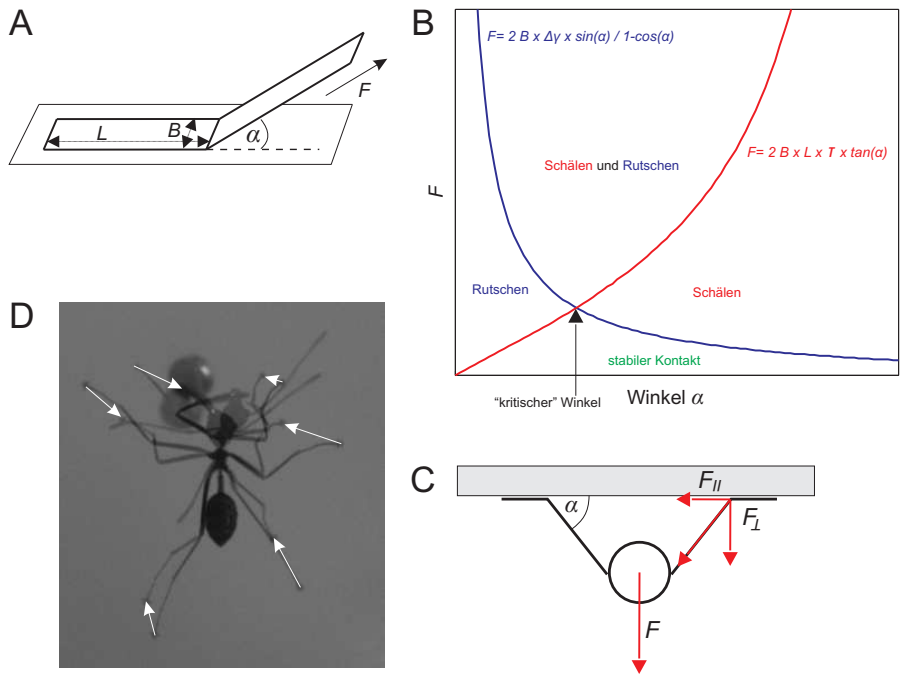 A
L
B
α
F
B
F= 2 B x Δγ x sin(α) / 1-cos(α)
F= 2 B x L x τ x tan(α)
Schälen und Rutschen
F
Rutschen
Schälen
stabiler Kontakt
"kritischer" Winkel
Winkel α
D
C
F//
α
F⊥
F